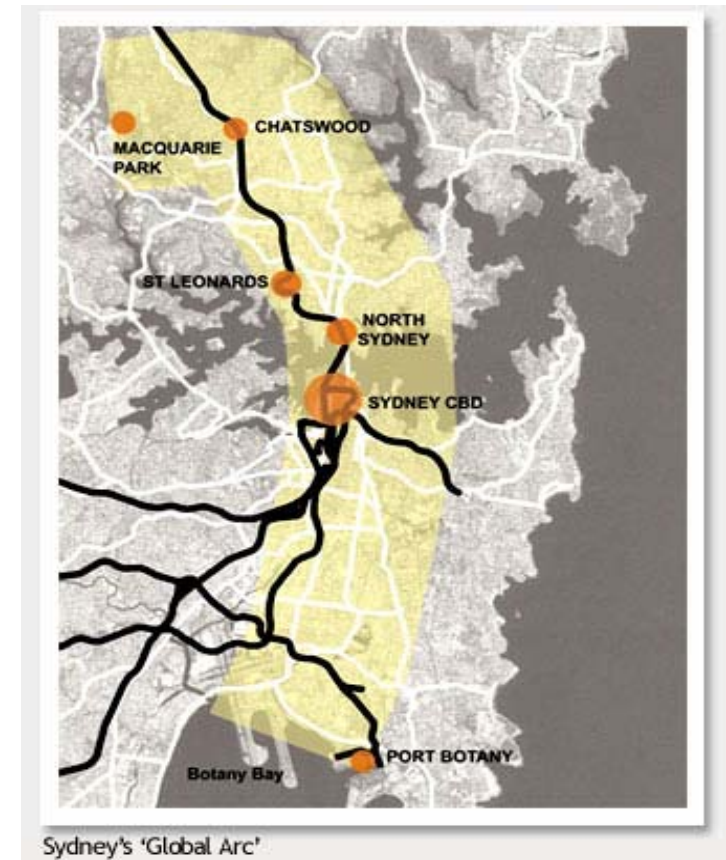 CHATSWOOD
MACQUARIE
PARK
ST LEONARDS
NORTH
SYDNEY
SYDNEY CBD
PORT BOTANY
Botany Bay
Sydney's 'Global Arc'